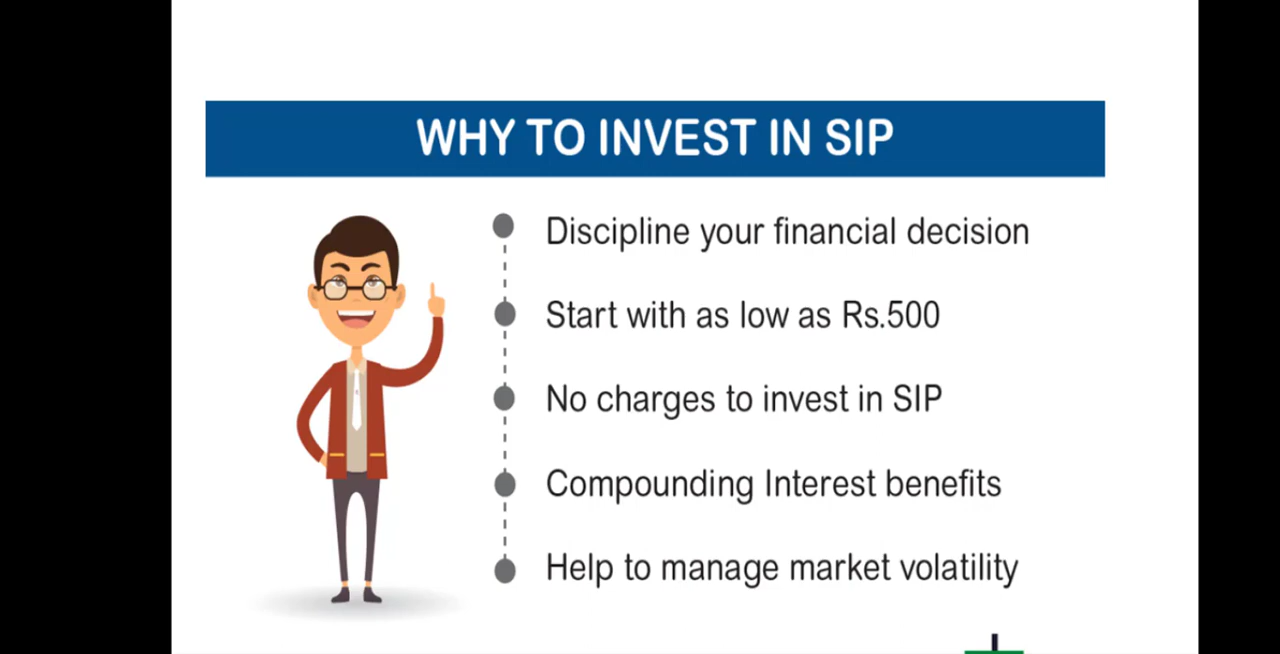 WHY TO INVEST IN SIP
Discipline your financial decision
Start with as low as Rs.500
No charges to invest in SIP
Compounding Interest benefits
Help to manage market volatility